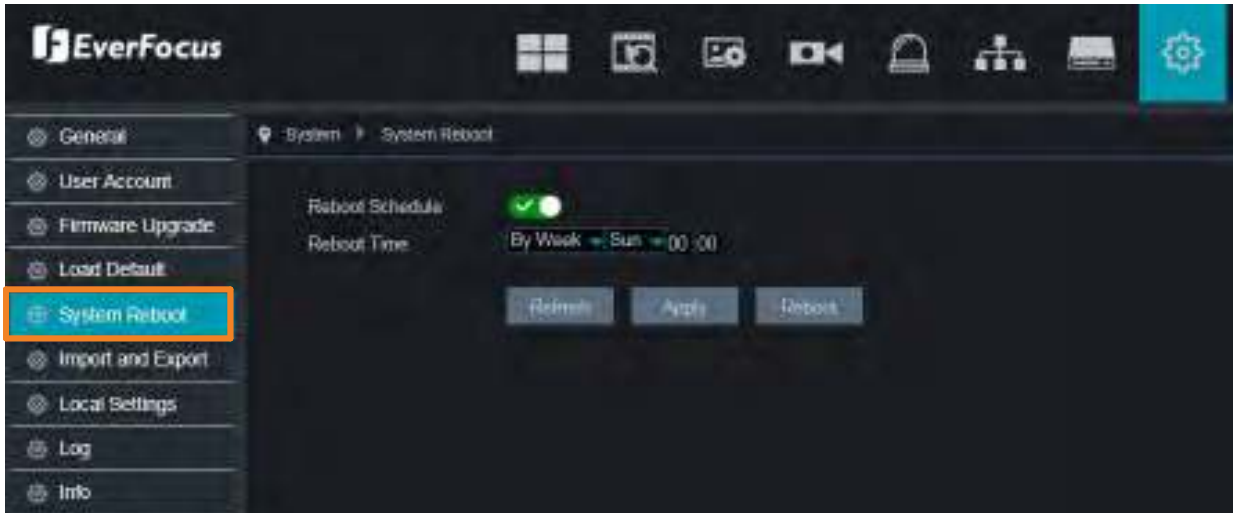 EverFocus
General
System System Reboot
User Account
Firmware Upgrade
Load Default
System Reboot
Import and Export
Local Settings
Log
Info
Reboot Schedule
Reboot Time By Week Sun 00 :00
Refresh Apply Reboot